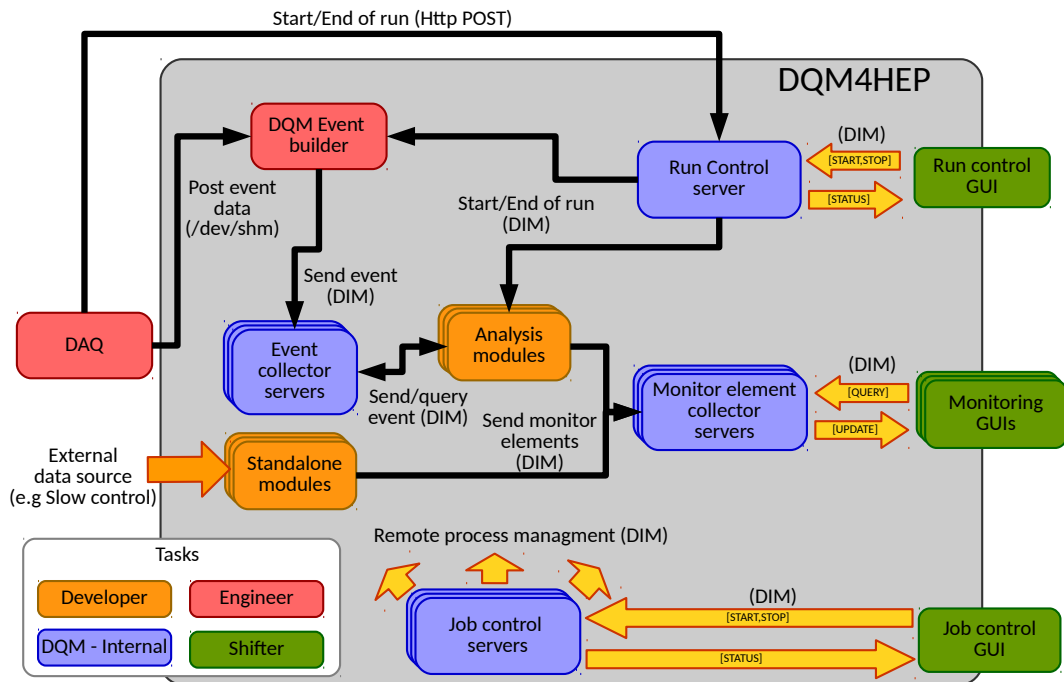 Start/End of run (Http POST)
DQM4HEP
DQM Event
builder
(DIM)
Run Control
server
[START,STOP]
[STATUS]
Run control
GUI
Post event
data
(/dev/shm)
Start/End of run
(DIM)
Send event
(DIM)
DAQ
Event
collector
servers
Analysis
modules
Send/query
event (DIM)
Monitor element
collector
servers
(DIM)
[QUERY]
[UPDATE]
Monitoring
GUIs
Send monitor
elements
(DIM)
External
data source
(e.g Slow control)
Standalone
modules
Remote process managment (DIM)
Tasks
Developer
Engineer
DQM - Internal
Shifter
Job control
servers
(DIM)
[START,STOP]
[STATUS]
Job control
GUI